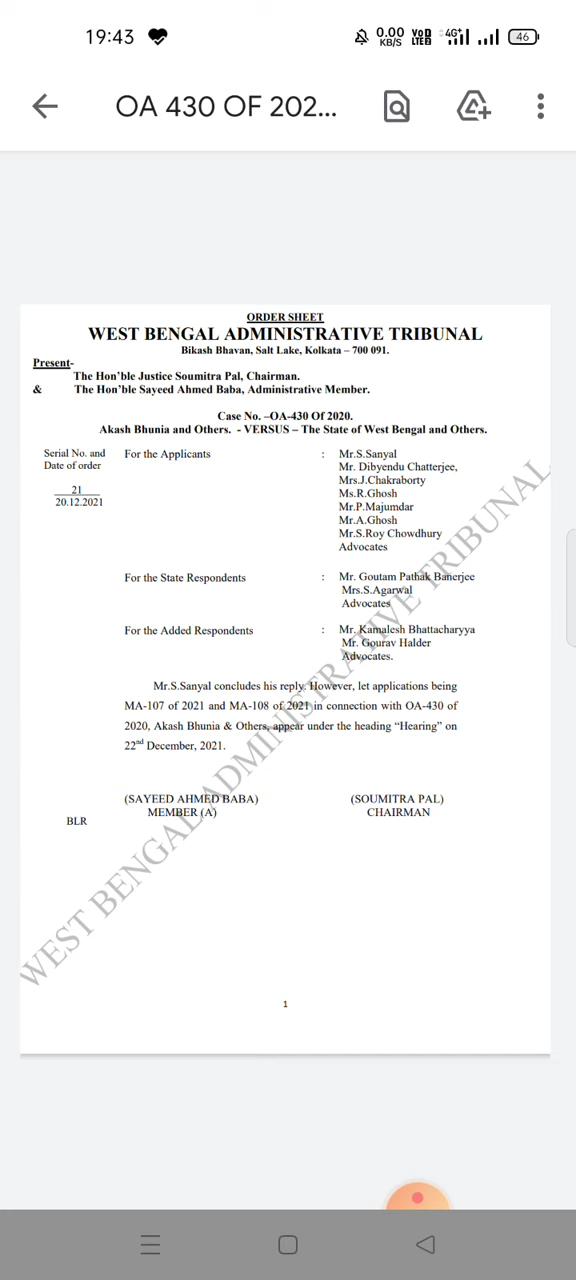 19:43
0.00 KB/S VoD LTE2 4G+ 46
OA 430 OF 202...
ORDER SHEET
WEST BENGAL ADMINISTRATIVE TRIBUNAL
Bikash Bhavan, Salt Lake, Kolkata – 700 091.
Present-
The Hon'ble Justice Soumitra Pal, Chairman.
& The Hon'ble Sayeed Ahmed Baba, Administrative Member.
Case No. –OA-430 Of 2020.
Akash Bhunia and Others. - VERSUS – The State of West Bengal and Others.
Serial No. and
Date of order
21
20.12.2021
For the Applicants : Mr.S.Sanyal
Mr. Dibyendu Chatterjee,
Mrs.J.Chakraborty
Ms.R.Ghosh
Mr.P.Majumdar
Mr.A.Ghosh
Mr.S.Roy Chowdhury
Advocates
For the State Respondents : Mr. Goutam Pathak Banerjee
Mrs.S.Agarwal
Advocates
For the Added Respondents : Mr. Kamalesh Bhattacharyya
Mr. Gourav Halder
Advocates.
Mr.S.Sanyal concludes his reply. However, let applications being
MA-107 of 2021 and MA-108 of 2021 in connection with OA-430 of
2020, Akash Bhunia & Others, appear under the heading “Hearing” on
22nd December, 2021.
(SAYEED AHMED BABA) (SOUMITRA PAL)
MEMBER (A) CHAIRMAN
BLR
WEST BENGAL ADMINISTRATIVE TRIBUNAL
1